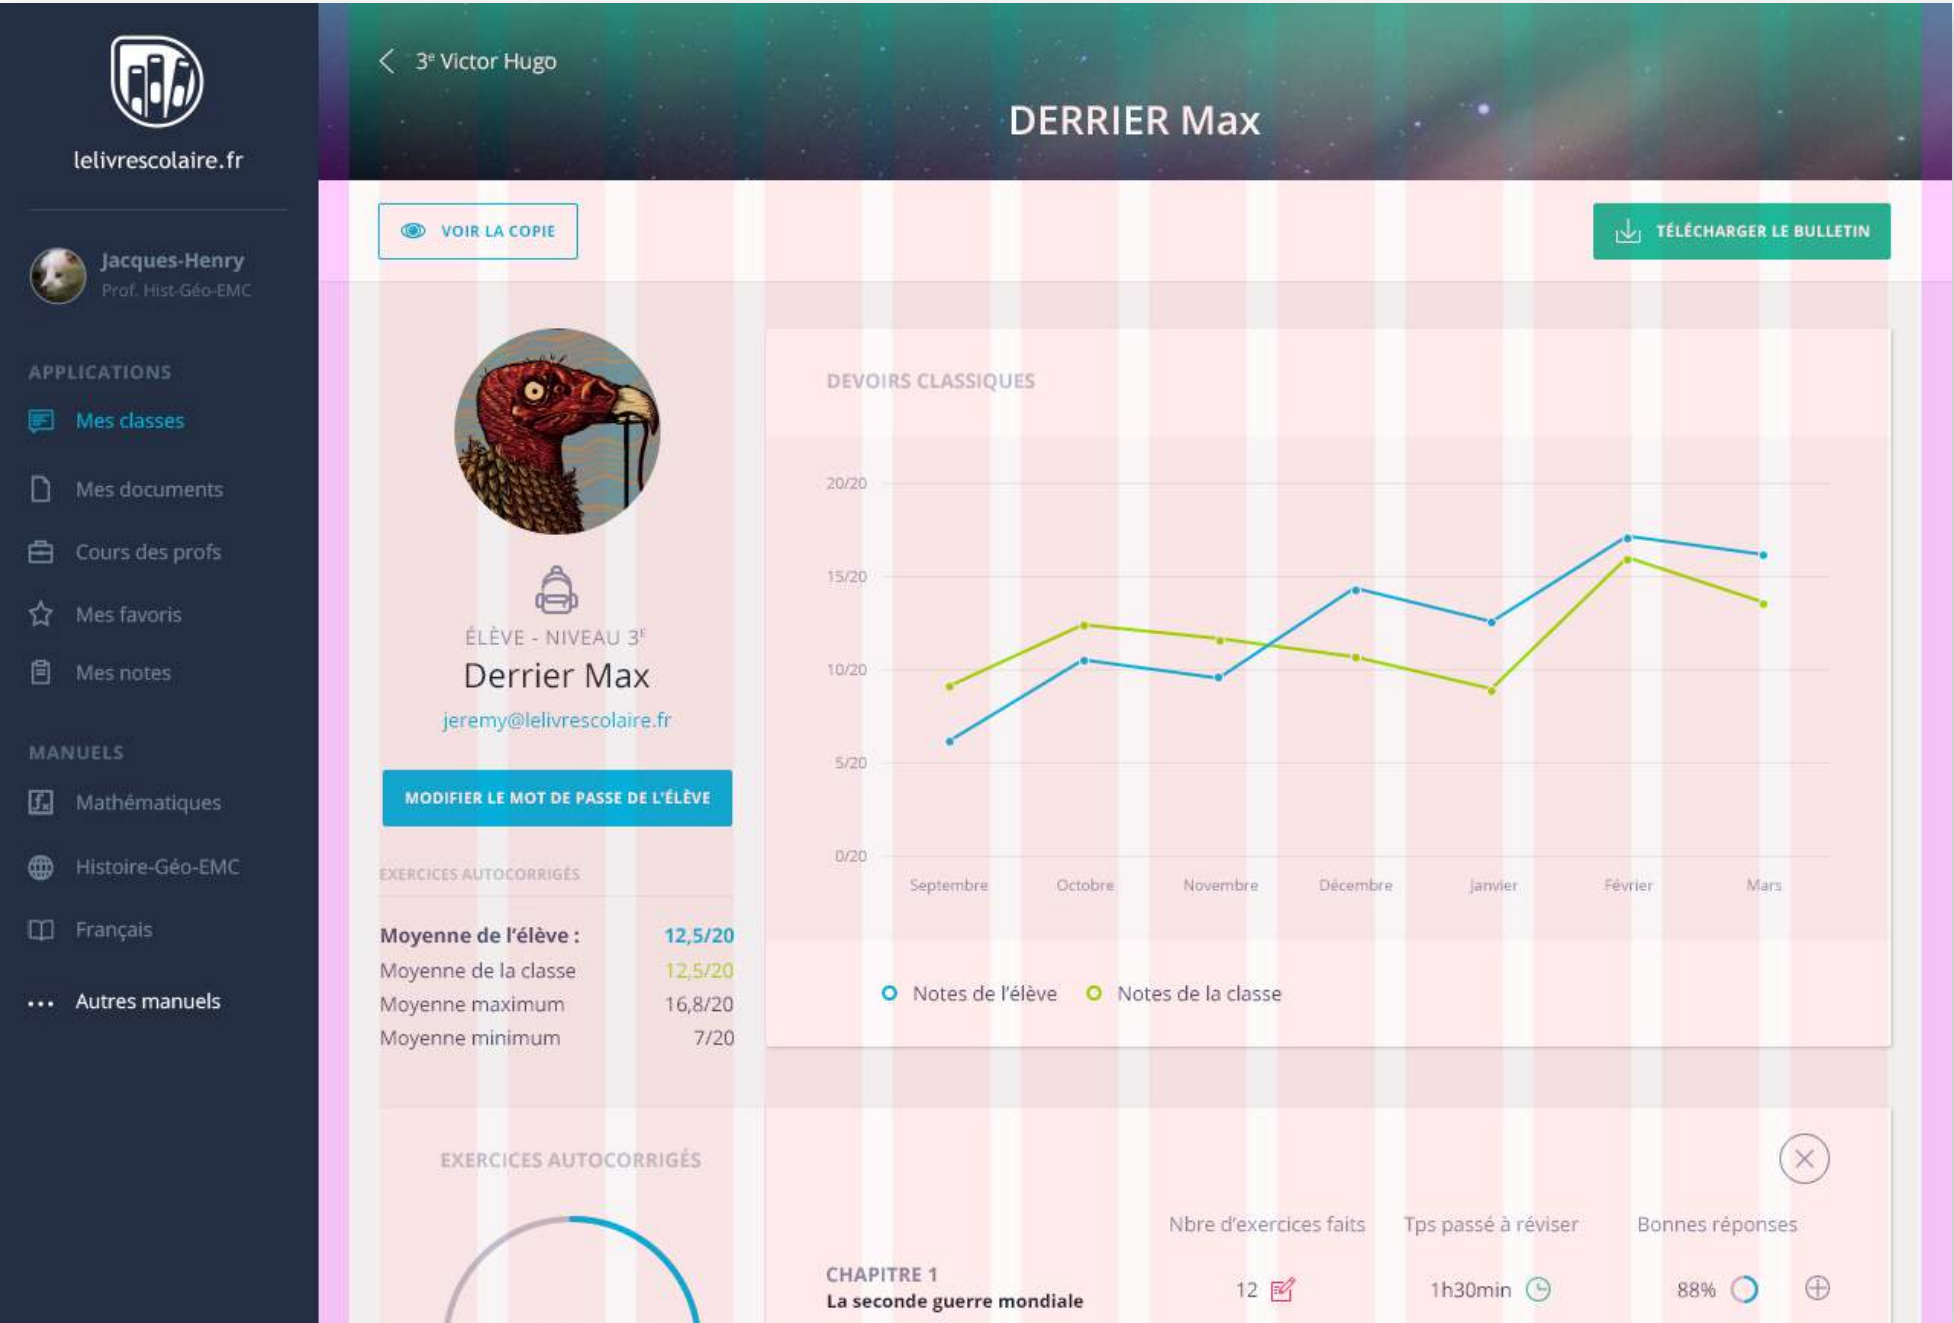 lelivrescolaire.fr
Jacques-Henry
Prof. Hist-Géo-EMC
APPLICATIONS
Mes classes
Mes documents
Cours des profs
Mes favoris
Mes notes
MANUELS
Mathématiques
Histoire-Géo-EMC
Français
Autres manuels
3e Victor Hugo
DERRIER Max
VOIR LA COPIE
TÉLÉCHARGER LE BULLETIN
ÉLÈVE - NIVEAU 3E
Derrier Max
jeremy@lelivrescolaire.fr
MODIFIER LE MOT DE PASSE DE L'ÉLÈVE
EXERCICES AUTOCORRIGÉS
Moyenne de l'élève : 12,5/20
Moyenne de la classe 12,5/20
Moyenne maximum 16,8/20
Moyenne minimum 7/20
DEVOIRS CLASSIQUES
20/20
15/20
10/20
5/20
0/20
Septembre Octobre Novembre Décembre Janvier Février Mars
Notes de l'élève Notes de la classe
EXERCICES AUTOCORRIGÉS
Nbre d'exercices faits Tps passé à réviser Bonnes réponses
CHAPITRE 1
La seconde guerre mondiale
12 1h30min 88%